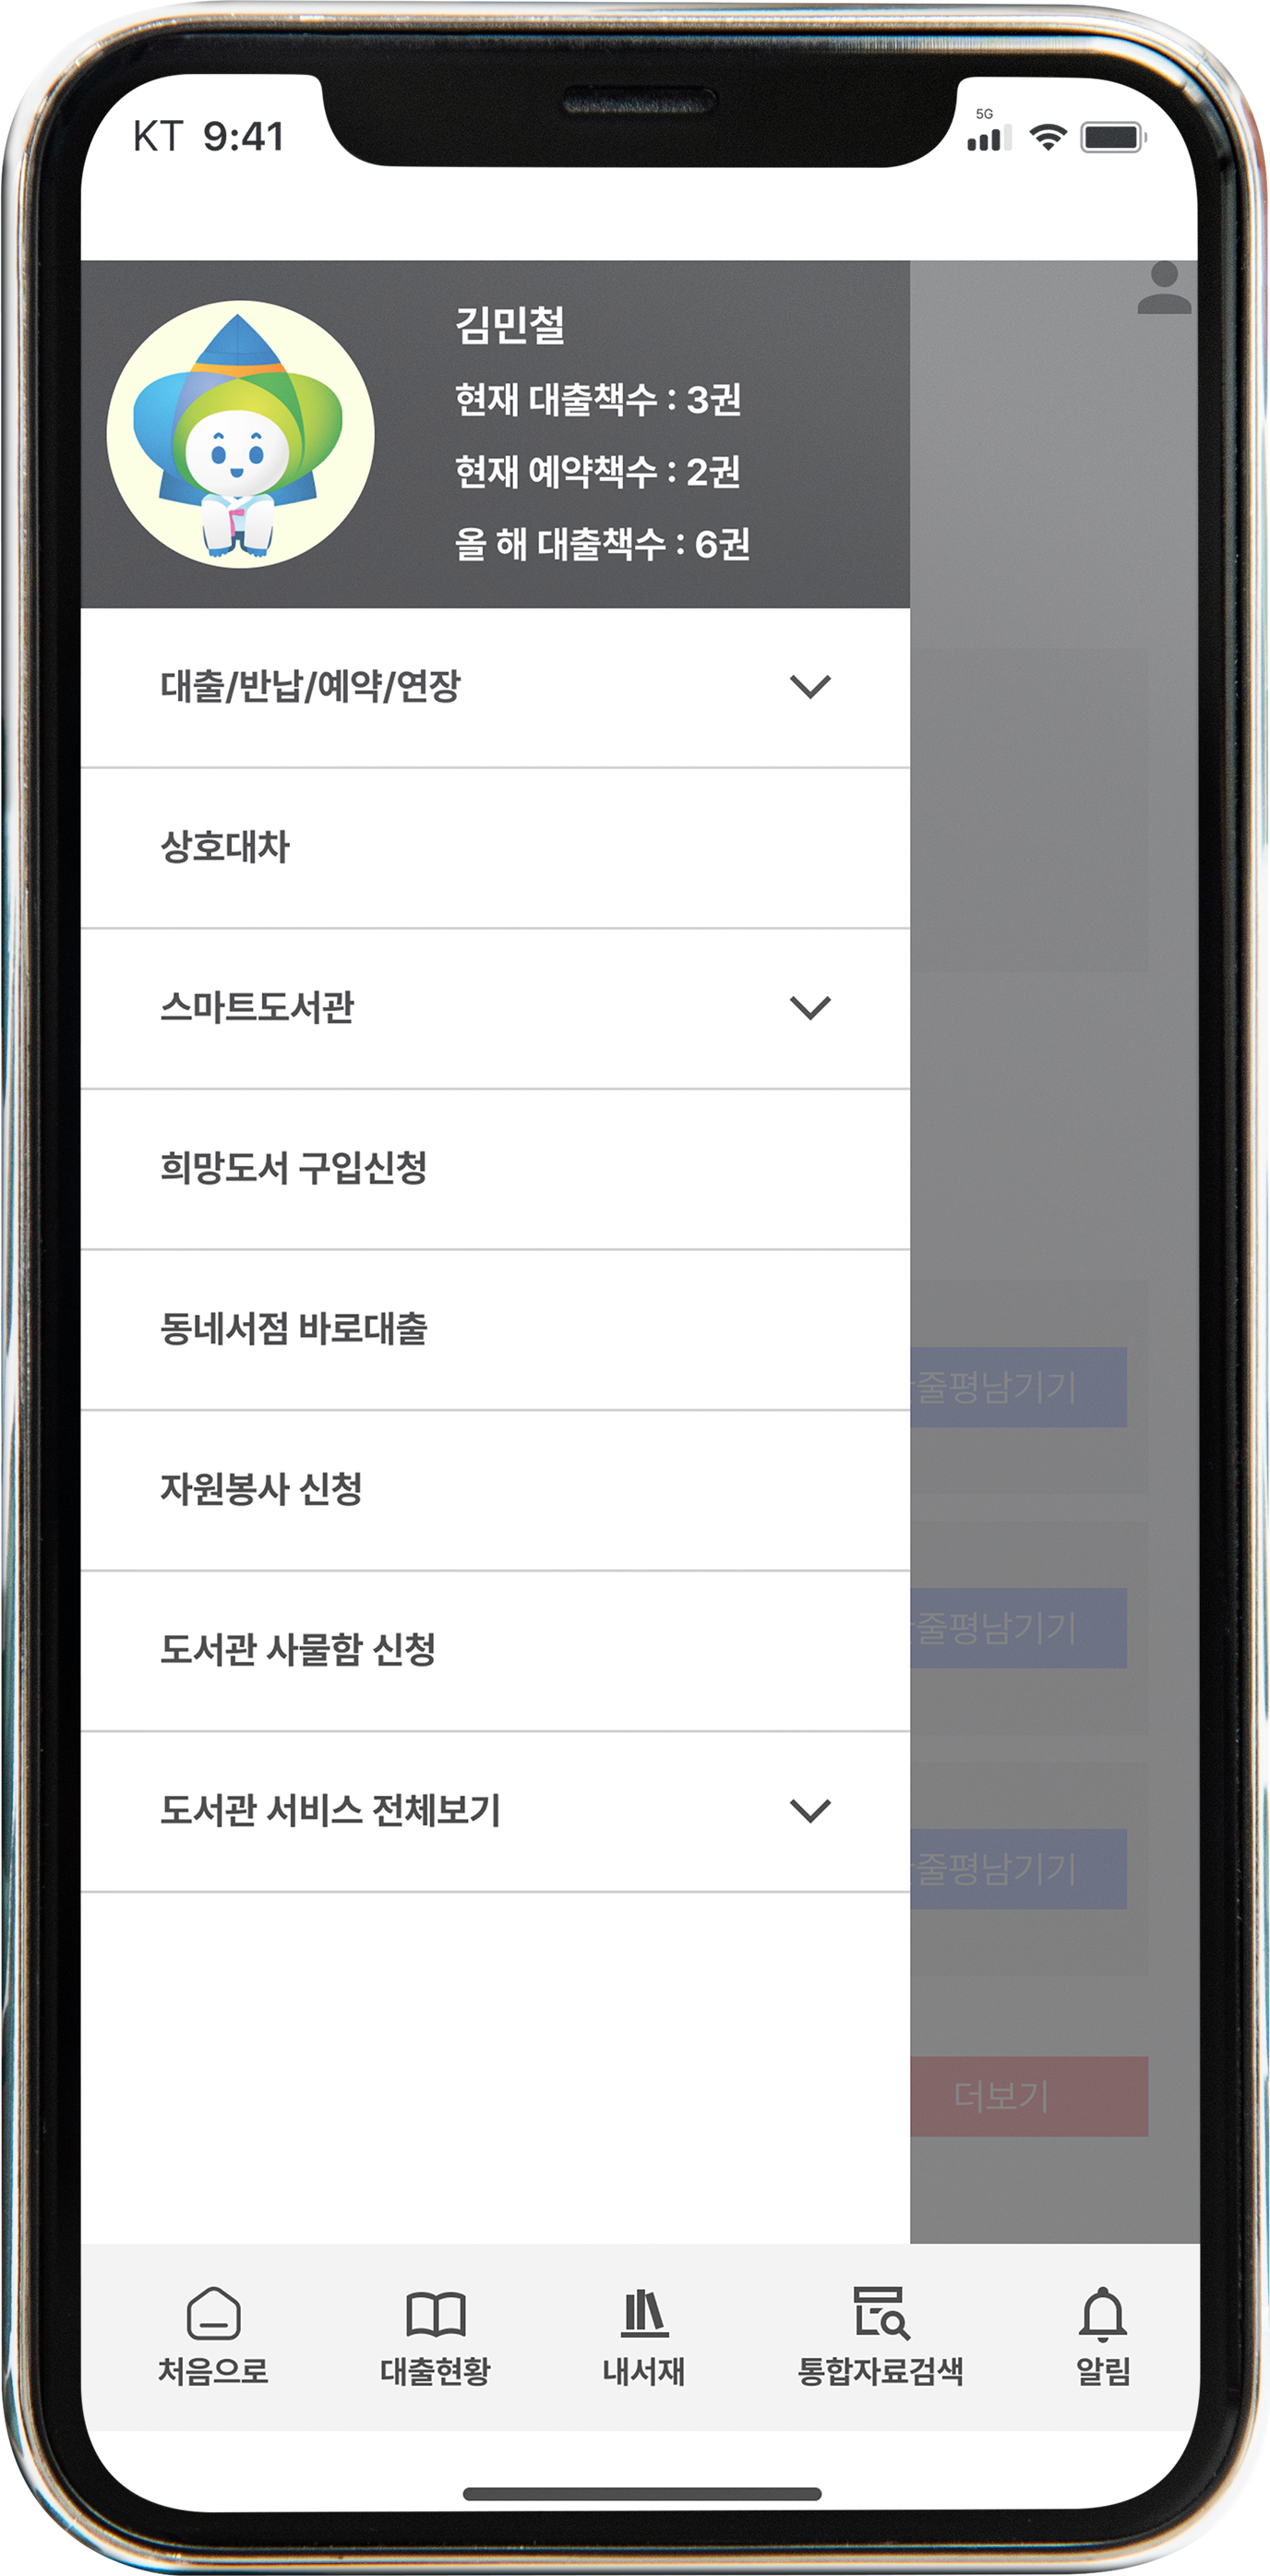 KT 9:41
5G
김민철
현재 대출책수 : 3권
현재 예약책수 : 2권
올 해 대출책수 : 6권
대출/반납/예약/연장
상호대차
스마트도서관
희망도서 구입신청
동네서점 바로대출
줄평남기기
자원봉사 신청
줄평남기기
도서관 사물함 신청
도서관 서비스 전체보기
줄평남기기
더보기
처음으로
대출현황
내서재
통합자료검색
알림